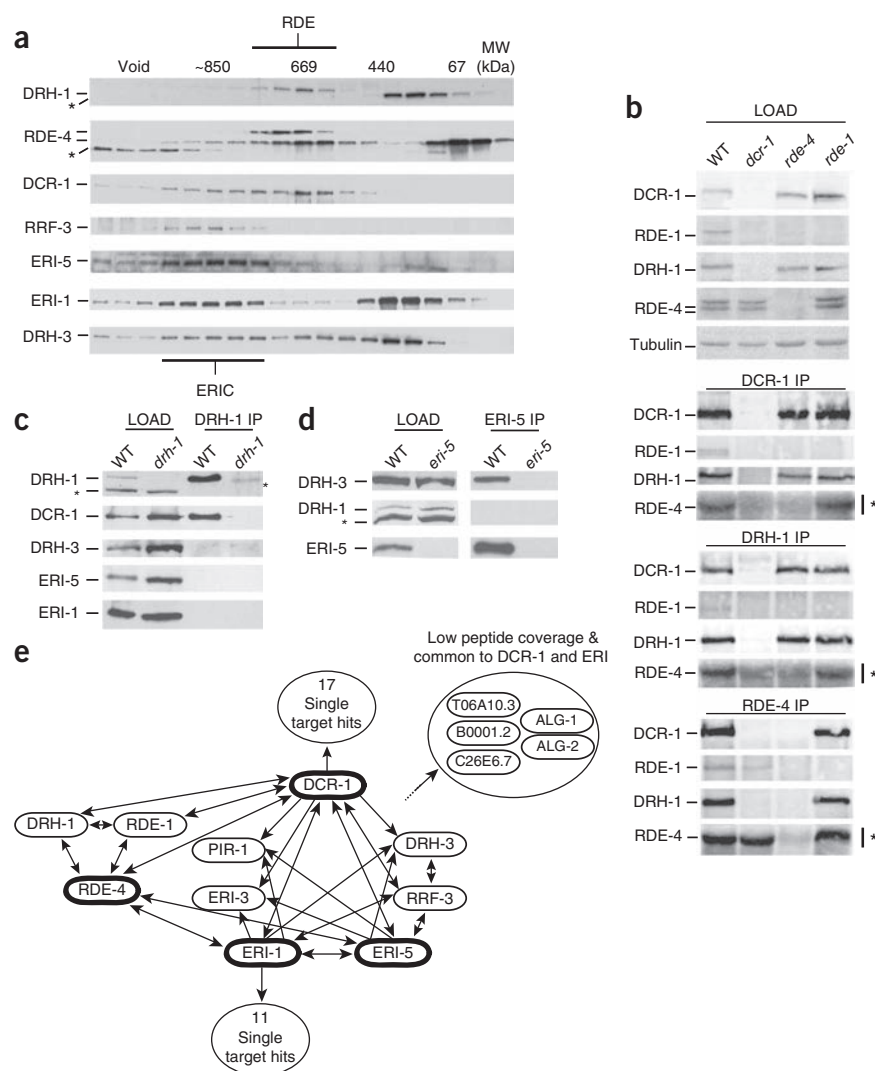 a
RDE
Void ~850 669 440 67 MW (kDa)
DRH-1
*
RDE-4
*
DCR-1
RRF-3
ERI-5
ERI-1
DRH-3
ERIC
b
LOAD
WT dcr-1 rde-4 rde-1
DCR-1
RDE-1
DRH-1
RDE-4
Tubulin
DCR-1 IP
DCR-1
RDE-1
DRH-1
RDE-4 *
DRH-1 IP
DCR-1
RDE-1
DRH-1
RDE-4 *
RDE-4 IP
DCR-1
RDE-1
DRH-1
RDE-4 *
c
LOAD DRH-1 IP
WT drh-1 WT drh-1
DRH-1
* *
DCR-1
DRH-3
ERI-5
ERI-1
d
LOAD ERI-5 IP
WT eri-5 WT eri-5
DRH-3
DRH-1
*
ERI-5
e
Low peptide coverage &
common to DCR-1 and ERI
T06A10.3
B0001.2
C26E6.7
ALG-1
ALG-2
17
Single
target hits
DCR-1
DRH-1 RDE-1
PIR-1 DRH-3
RDE-4 ERI-3 RRF-3
ERI-1 ERI-5
11
Single
target hits